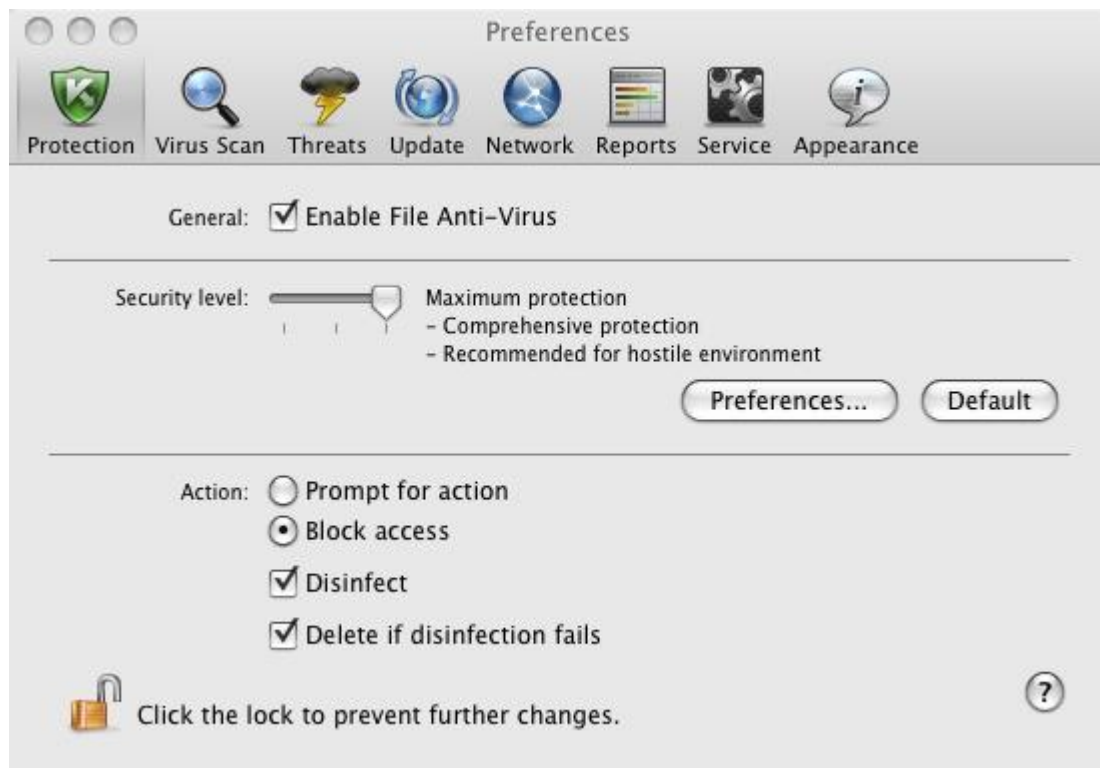 Preferences
Protection Virus Scan Threats Update Network Reports Service Appearance
General: Enable File Anti-Virus
Security level: Maximum protection
- Comprehensive protection
- Recommended for hostile environment
Preferences... Default
Action: Prompt for action
Block access
Disinfect
Delete if disinfection fails
Click the lock to prevent further changes. ?